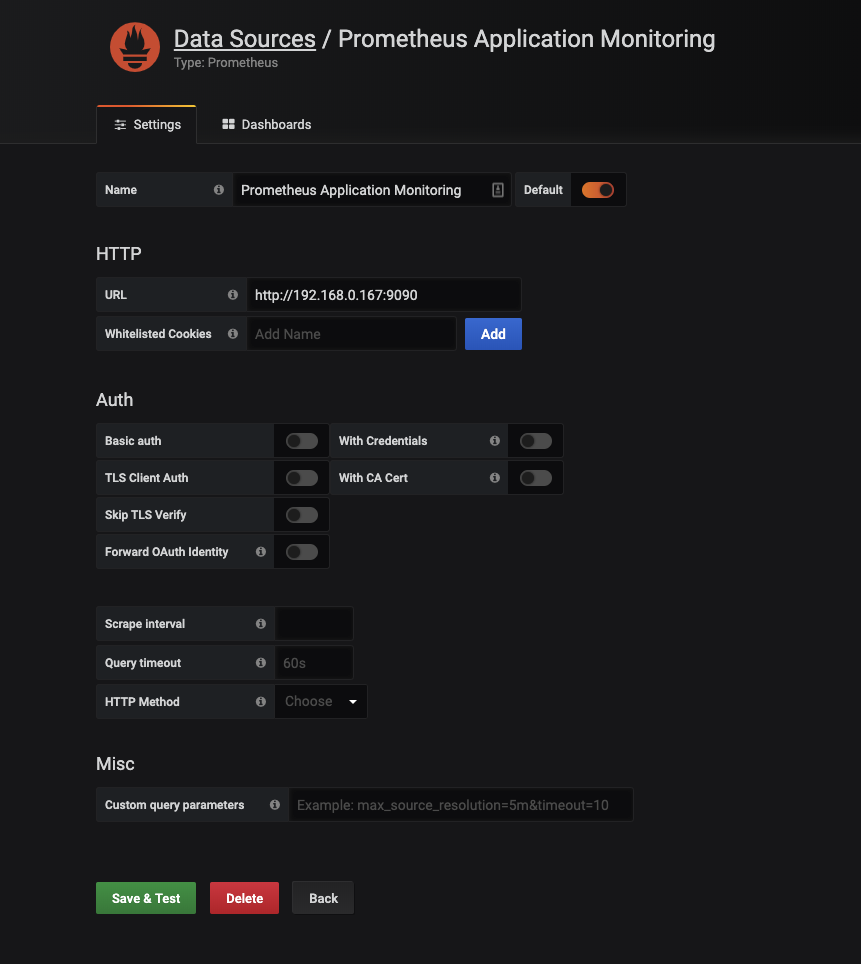 Data Sources / Prometheus Application Monitoring
Type: Prometheus
Settings Dashboards
Name Prometheus Application Monitoring Default
HTTP
URL http://192.168.0.167:9090
Whitelisted Cookies Add Name Add
Auth
Basic auth With Credentials
TLS Client Auth With CA Cert
Skip TLS Verify
Forward OAuth Identity
Scrape interval
Query timeout 60s
HTTP Method Choose
Misc
Custom query parameters Example: max_source_resolution=5m&timeout=10
Save & Test Delete Back